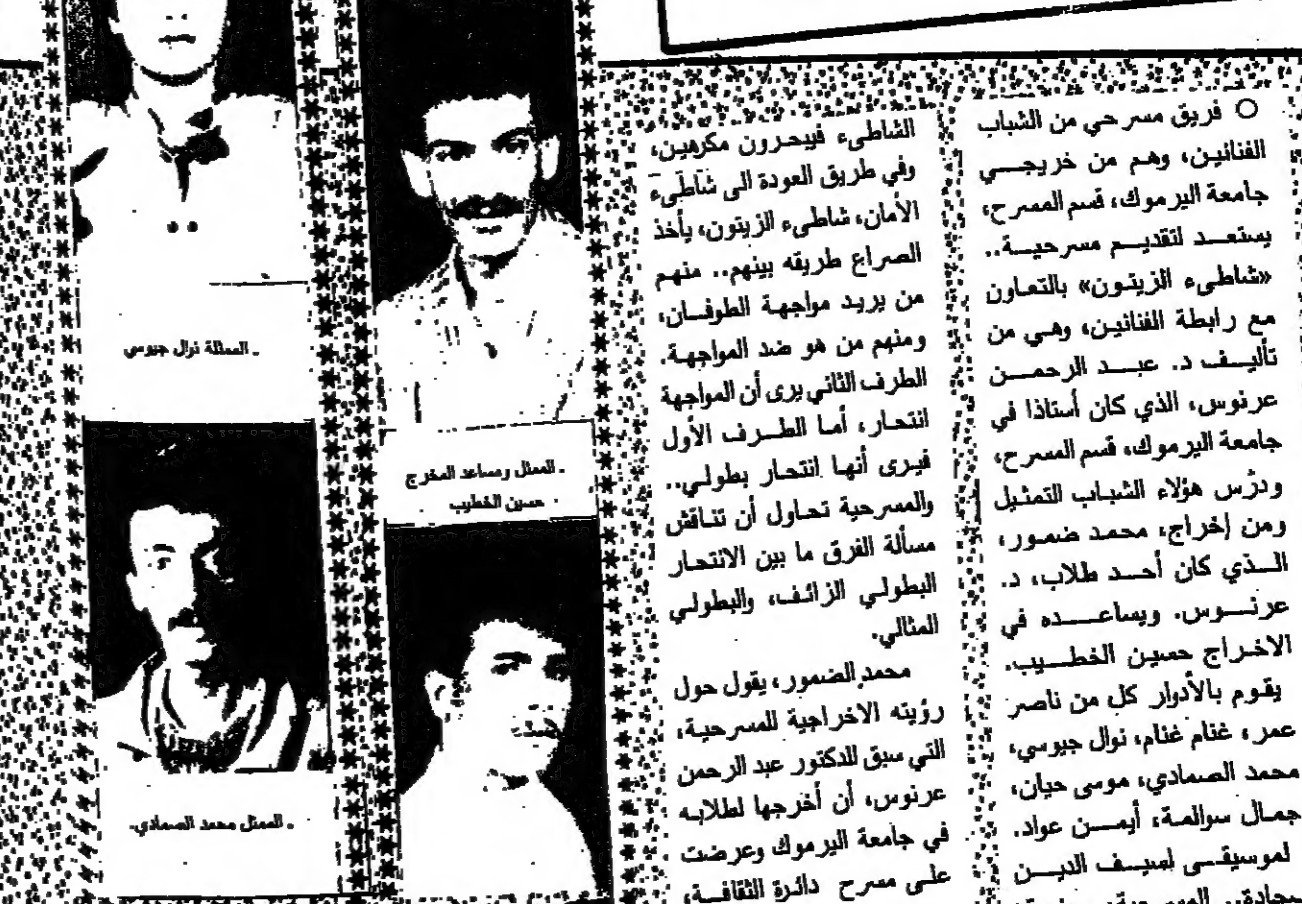 ○ فريق مسرحي من الشباب
الفنانين، وهم من خريجي
جامعة اليرموك، قسم المسرح،
يستعد لتقديم مسرحية..
«شاطىء الزيتون» بالتعاون
مع رابطة الفنانين، وهي من
تأليف د. عبد الرحمن
عرنوس، الذي كان أستاذا في
جامعة اليرموك، قسم المسرح،
ودرّس هؤلاء الشباب التمثيل
ومن إخراج، محمد ضمور،
الذي كان أحد طلاب، د.
عرنوس. ويساعده في
الاخراج حسين الخطيب.
يقوم بالأدوار كل من ناصر
عمر، غنام غنام، نوال جيوسي،
محمد الصمادي، موسى حيان،
جمال سوالمة، أيمن عواد.
لموسيقى لسيف الدين
الشاطىء فيبحرون مكرهين،
وفي طريق العودة الى شاطىء
الأمان، شاطىء الزيتون، يأخذ
الصراع طريقه بينهم.. منهم
من يريد مواجهة الطوفان،
ومنهم من هو ضد المواجهة.
الطرف الثاني يرى أن المواجهة
انتحار، أما الطرف الأول
فيرى أنها انتحار بطولي..
والمسرحية تحاول أن تناقش
مسألة الفرق ما بين الانتحار
البطولي الزائف، والبطولي
المثالي.
محمد الضمور، يقول حول
رؤيته الاخراجية للمسرحية،
التي سبق للدكتور عبد الرحمن
عرنوس، أن أخرجها لطلابه
في جامعة اليرموك وعرضت
على مسرح دائرة الثقافة،
ـ الممثل ومساعد المخرج
حسين الخطيب
ـ الممثلة نوال جيوسي
ـ الممثل محمد الصمادي.